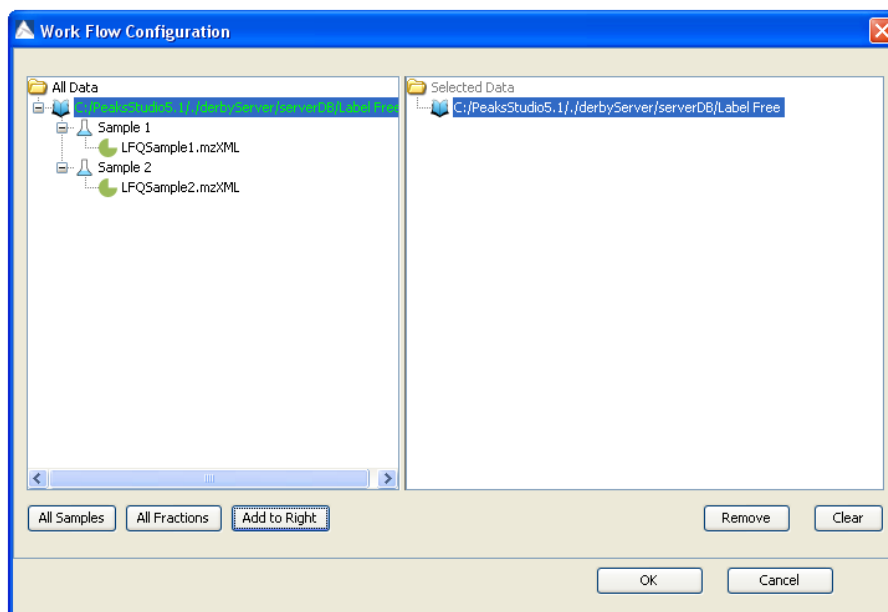 Work Flow Configuration
All Data
C:/PeaksStudio5.1/./derbyServer/serverDB/Label Free
Sample 1
LFQSample1.mzXML
Sample 2
LFQSample2.mzXML
Selected Data
C:/PeaksStudio5.1/./derbyServer/serverDB/Label Free
All Samples
All Fractions
Add to Right
Remove
Clear
OK
Cancel